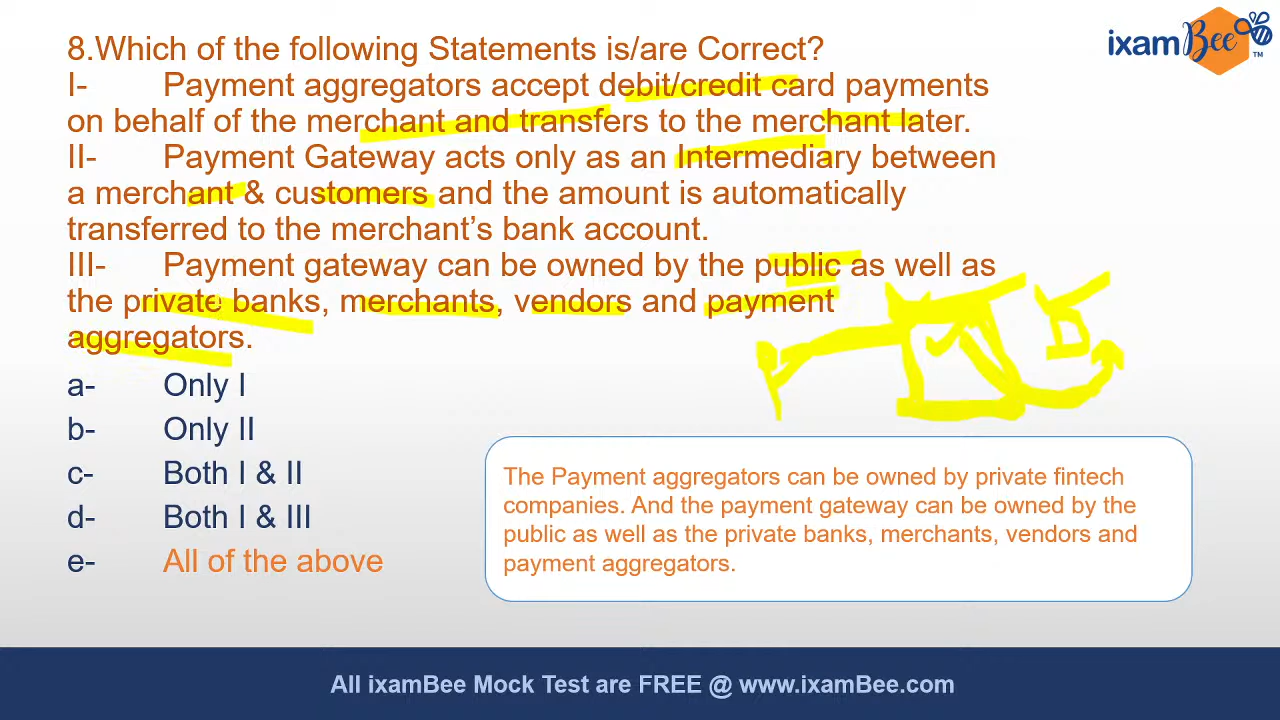 ixamBee™
8.Which of the following Statements is/are Correct?
I- Payment aggregators accept debit/credit card payments
on behalf of the merchant and transfers to the merchant later.
II- Payment Gateway acts only as an Intermediary between
a merchant & customers and the amount is automatically
transferred to the merchant’s bank account.
III- Payment gateway can be owned by the public as well as
the private banks, merchants, vendors and payment
aggregators.
a- Only I
b- Only II
c- Both I & II
d- Both I & III
e- All of the above
The Payment aggregators can be owned by private fintech
companies. And the payment gateway can be owned by the
public as well as the private banks, merchants, vendors and
payment aggregators.
All ixamBee Mock Test are FREE @ www.ixamBee.com